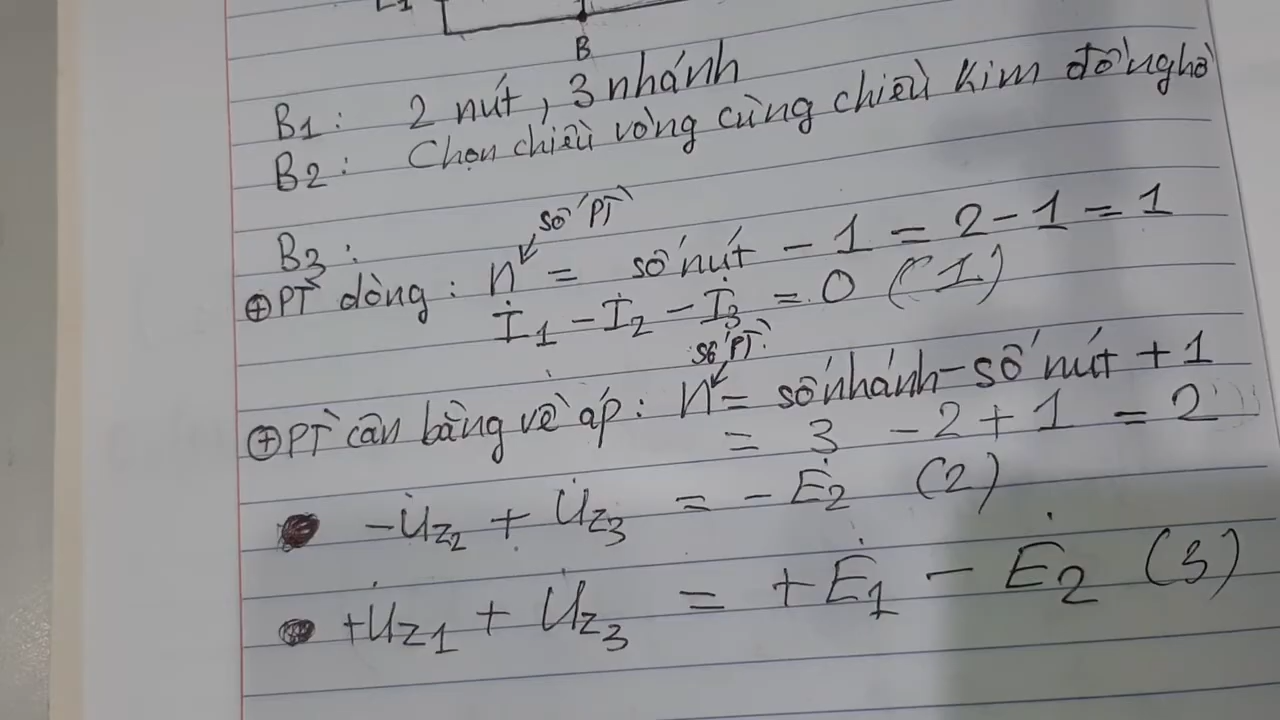 B
B1: 2 nút, 3 nhánh
B2: Chọn chiều vòng cùng chiều kim đồng hồ
B3:
số PT
⊕PT dòng: n = số nút - 1 = 2 - 1 = 1
İ₁ - İ₂ - İ₃ = 0 (1)
số PT
⊕PT cân bằng về áp: n = số nhánh - số nút + 1
= 3 - 2 + 1 = 2
-U̇z₂ + U̇z₃ = -Ė₂ (2)
+U̇z₁ + U̇z₃ = +Ė₁ - Ė₂ (3)